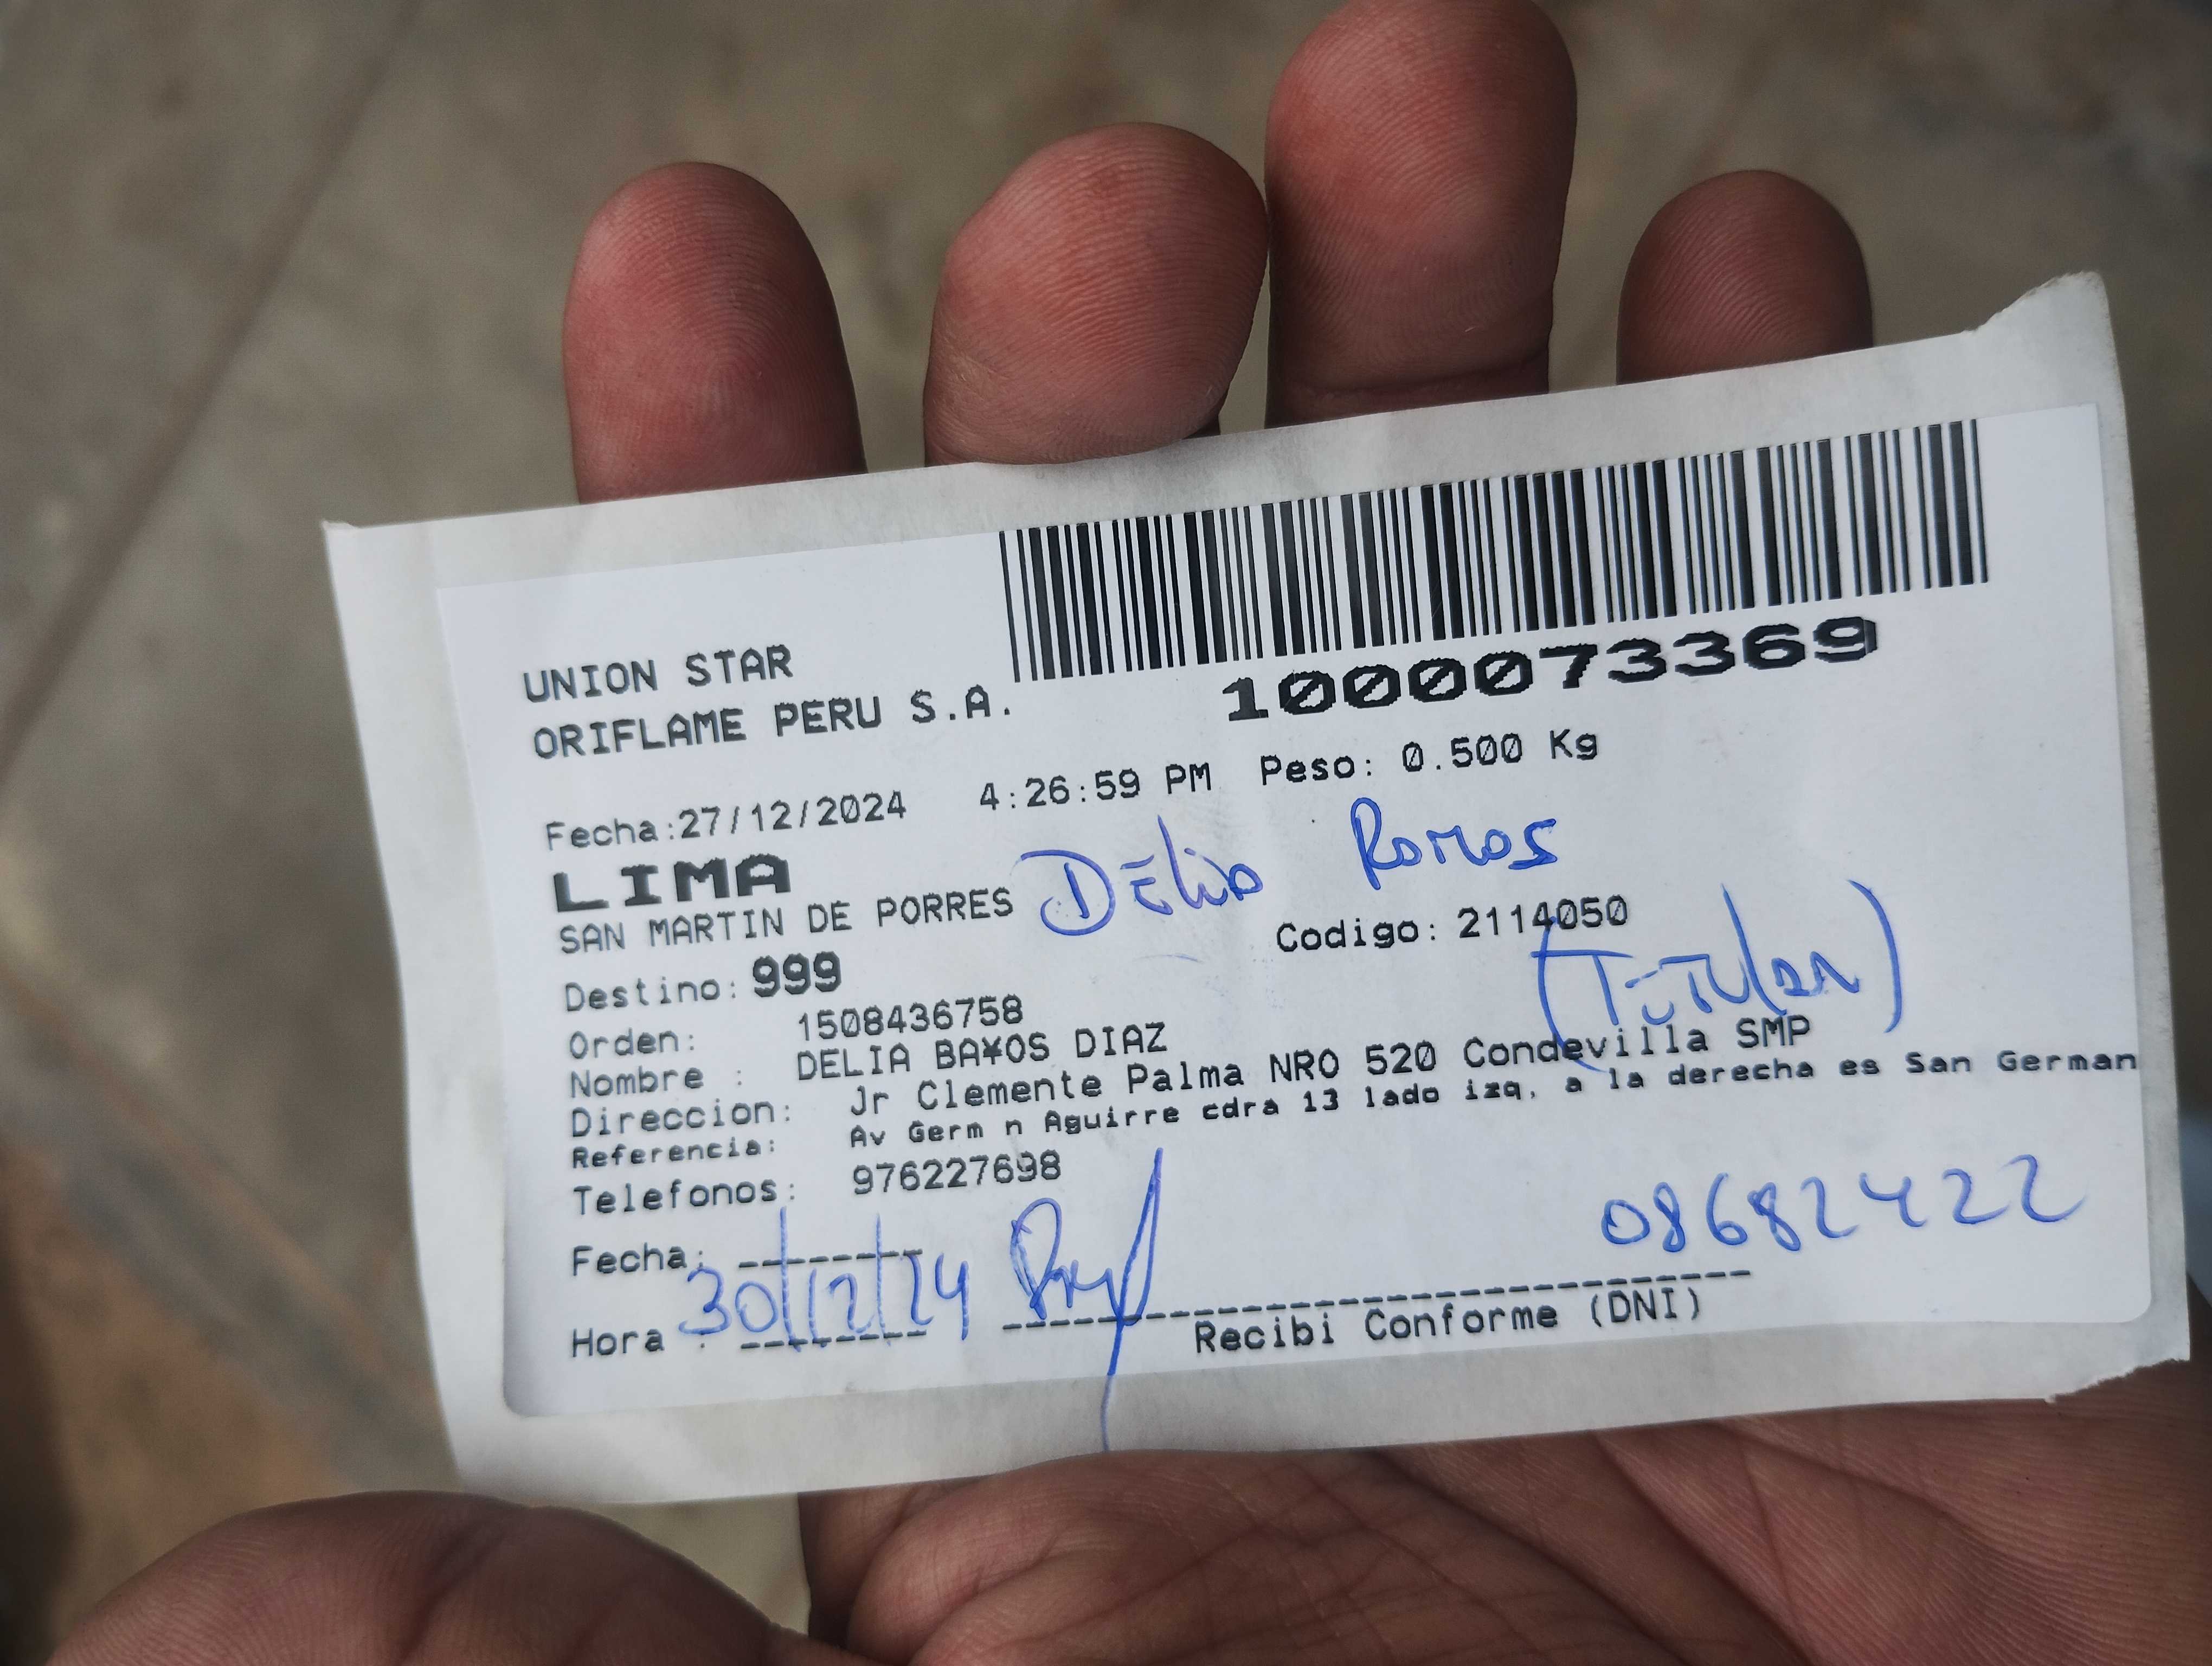 UNION STAR
ORIFLAME PERU S.A.
1000073369
Fecha:27/12/2024 4:26:59 PM Peso: 0.500 Kg
LIMA
SAN MARTIN DE PORRES Delia Ramos
Codigo: 2114050
(Titular)
Destino: 999
Orden: 1508436758
Nombre : DELIA BA¥OS DIAZ
Direccion: Jr Clemente Palma NRO 520 Condevilla SMP
Referencia: Av Germ n Aguirre cdra 13 lado izq, a la derecha es San German
Telefonos: 976227698
08682422
Fecha:
30/12/24
Hora :
Recibi Conforme (DNI)